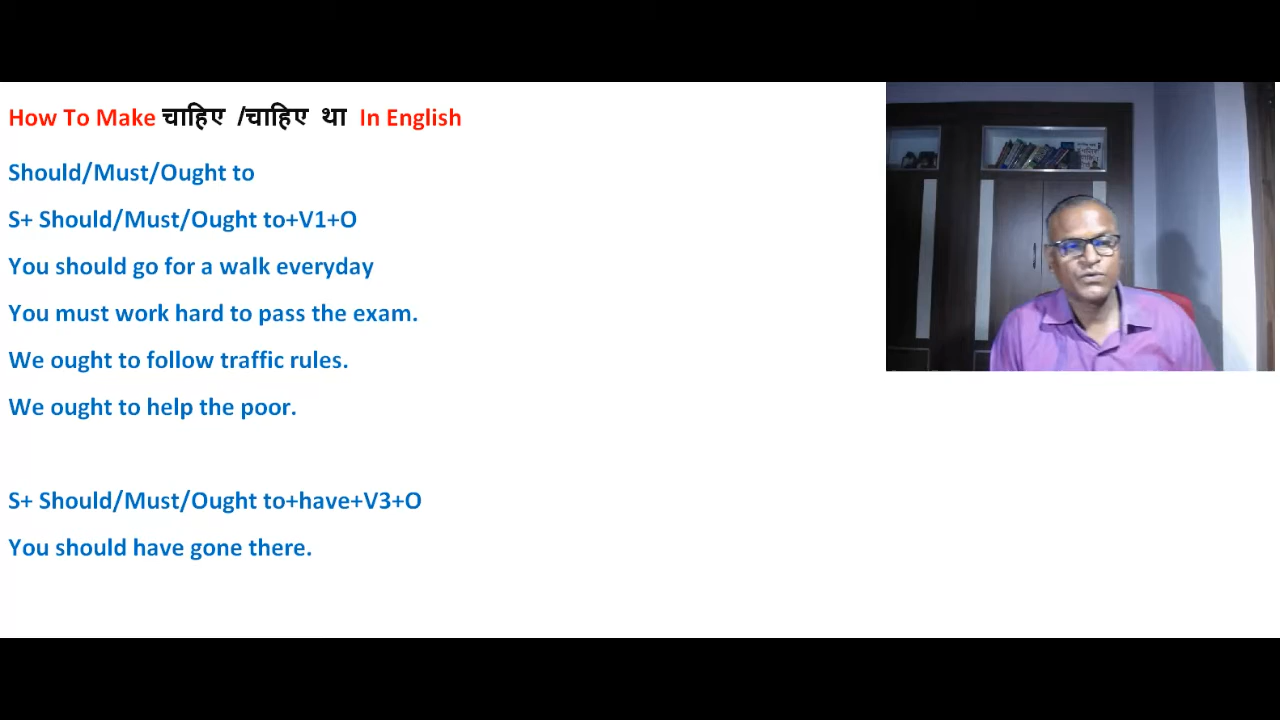 How To Make चाहिए /चाहिए था In English
Should/Must/Ought to
S+ Should/Must/Ought to+V1+O
You should go for a walk everyday
You must work hard to pass the exam.
We ought to follow traffic rules.
We ought to help the poor.
S+ Should/Must/Ought to+have+V3+O
You should have gone there.